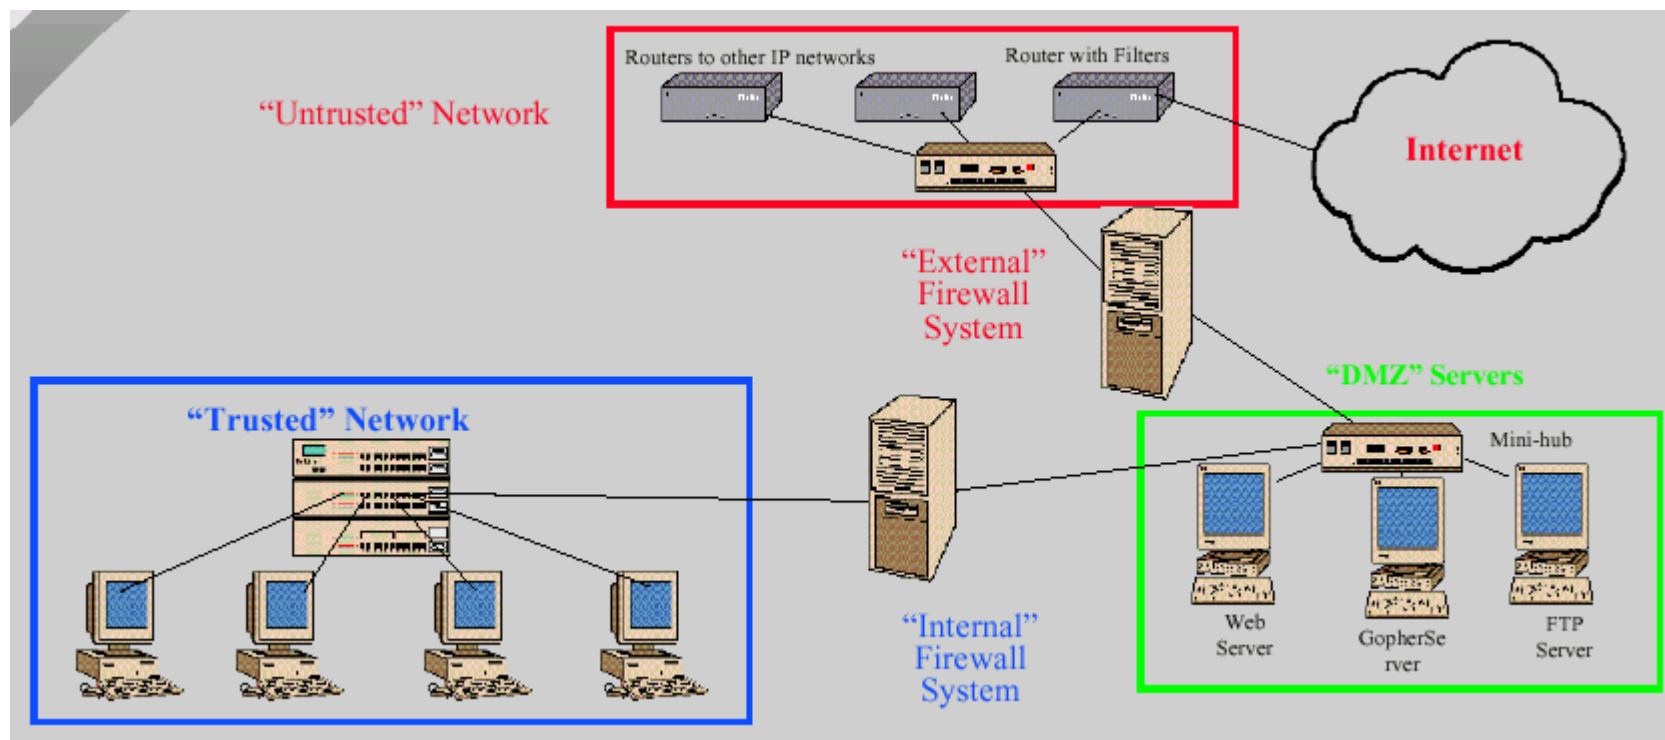 Routers to other IP networks
Router with Filters
“Untrusted” Network
Internet
“External”
Firewall
System
“DMZ” Servers
“Trusted” Network
Mini-hub
Web
Server
GopherSe
rver
FTP
Server
“Internal”
Firewall
System